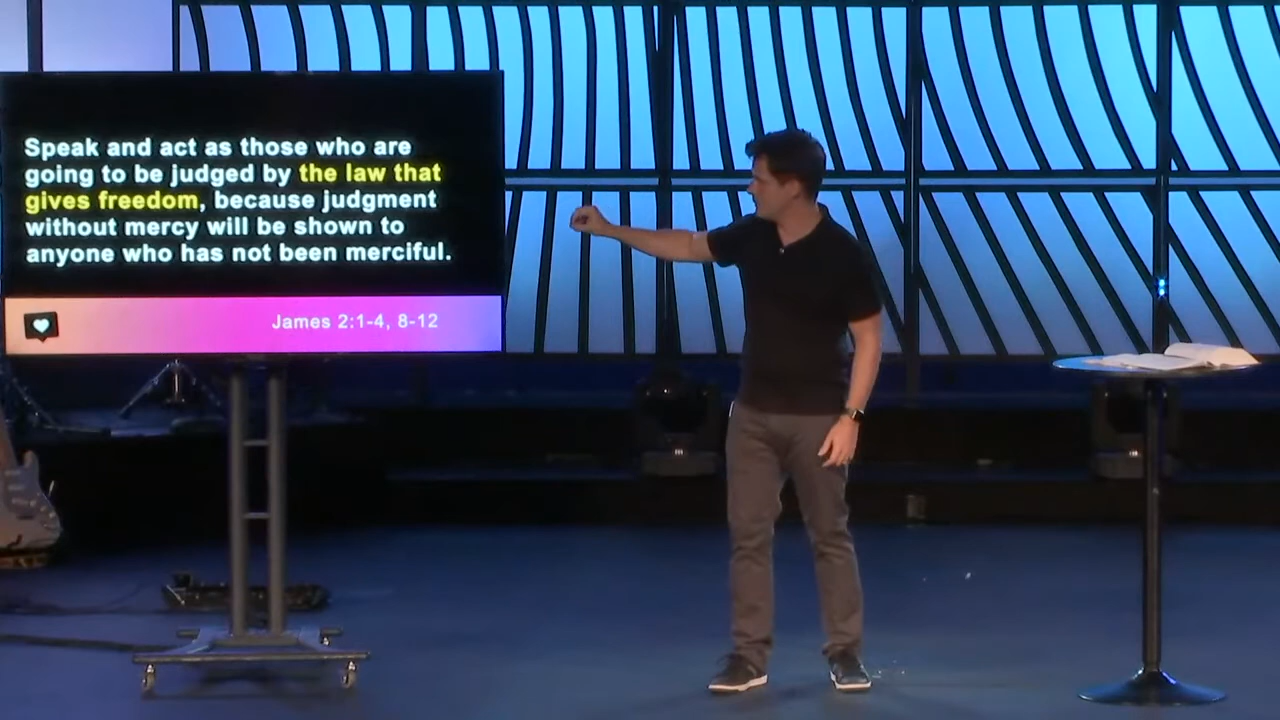 Speak and act as those who are
going to be judged by the law that
gives freedom, because judgment
without mercy will be shown to
anyone who has not been merciful.
James 2:1-4, 8-12